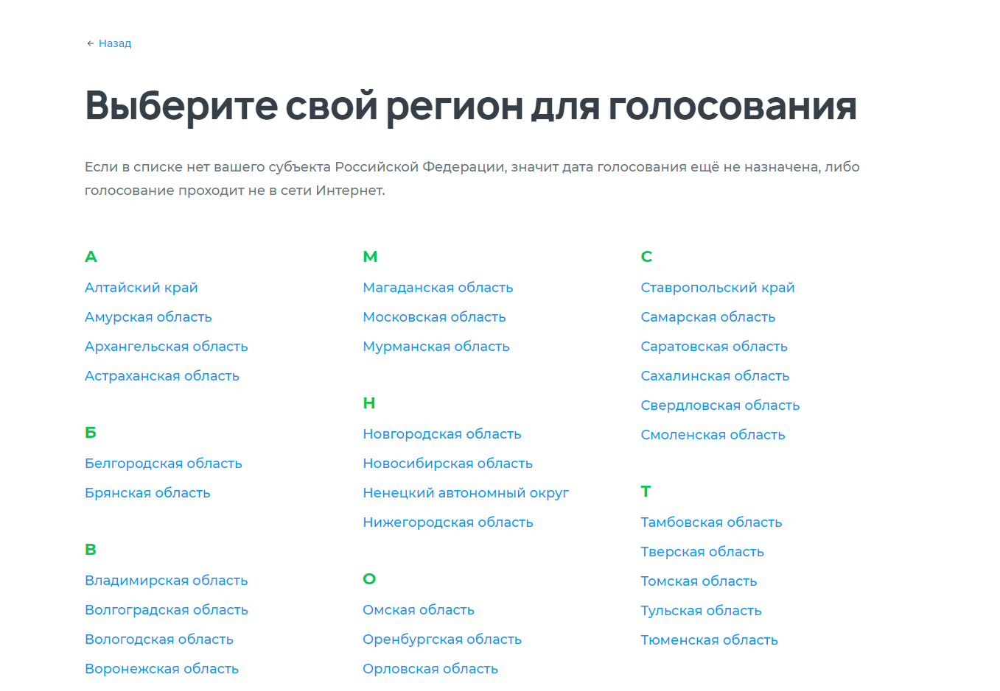 ← Назад
Выберите свой регион для голосования
Если в списке нет вашего субъекта Российской Федерации, значит дата голосования ещё не назначена, либо
голосование проходит не в сети Интернет.
А
Алтайский край
Амурская область
Архангельская область
Астраханская область
Б
Белгородская область
Брянская область
В
Владимирская область
Волгоградская область
Вологодская область
Воронежская область
М
Магаданская область
Московская область
Мурманская область
Н
Новгородская область
Новосибирская область
Ненецкий автономный округ
Нижегородская область
О
Омская область
Оренбургская область
Орловская область
С
Ставропольский край
Самарская область
Саратовская область
Сахалинская область
Свердловская область
Смоленская область
Т
Тамбовская область
Тверская область
Томская область
Тульская область
Тюменская область